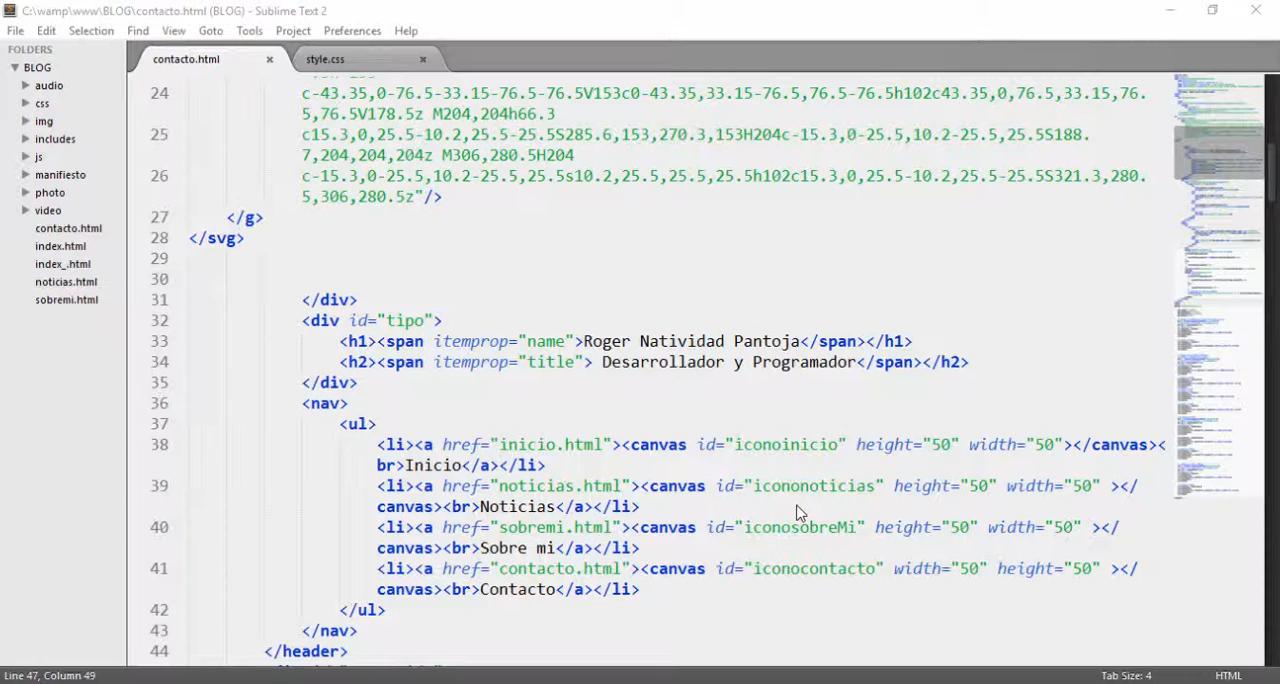 C:\wamp\www\BLOG\contacto.html (BLOG) - Sublime Text 2
File Edit Selection Find View Goto Tools Project Preferences Help
FOLDERS
BLOG
audio
css
img
includes
js
manifiesto
photo
video
contacto.html
index.html
index_.html
noticias.html
sobremi.html
contacto.html
style.css
24 c-43.35,0-76.5-33.15-76.5-76.5V153c0-43.35,33.15-76.5,76.5-76.5h102c43.35,0,76.5,33.15,76.
5,76.5V178.5z M204,204h66.3
25 c15.3,0,25.5-10.2,25.5-25.5S285.6,153,270.3,153H204c-15.3,0-25.5,10.2-25.5,25.5S188.
7,204,204,204z M306,280.5H204
26 c-15.3,0-25.5,10.2-25.5,25.5s10.2,25.5,25.5,25.5h102c15.3,0,25.5-10.2,25.5-25.5S321.3,280.
5,306,280.5z"/>
27 </g>
28 </svg>
29
30
31 </div>
32 <div id="tipo">
33 <h1><span itemprop="name">Roger Natividad Pantoja</span></h1>
34 <h2><span itemprop="title"> Desarrollador y Programador</span></h2>
35 </div>
36 <nav>
37 <ul>
38 <li><a href="inicio.html"><canvas id="iconoinicio" height="50" width="50"></canvas><
br>Inicio</a></li>
39 <li><a href="noticias.html"><canvas id="icononoticias" height="50" width="50" ></
canvas><br>Noticias</a></li>
40 <li><a href="sobremi.html"><canvas id="iconosobreMi" height="50" width="50" ></
canvas><br>Sobre mi</a></li>
41 <li><a href="contacto.html"><canvas id="iconocontacto" width="50" height="50" ></
canvas><br>Contacto</a></li>
42 </ul>
43 </nav>
44 </header>
Line 47, Column 49
Tab Size: 4
HTML